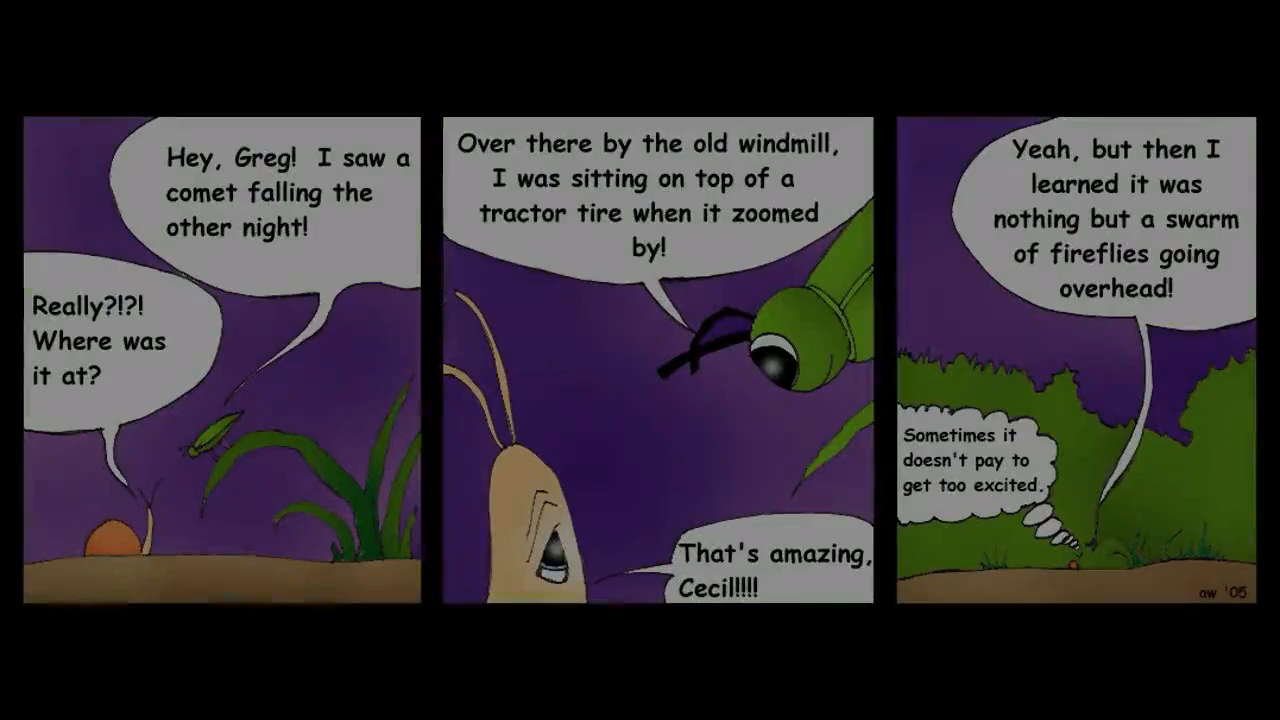 Hey, Greg!  I saw a
comet falling the
other night!
Really?!?!
Where was
it at?
Over there by the old windmill,
I was sitting on top of a
tractor tire when it zoomed
by!
That's amazing,
Cecil!!!!
Yeah, but then I
learned it was
nothing but a swarm
of fireflies going
overhead!
Sometimes it
doesn't pay to
get too excited.
aw '05